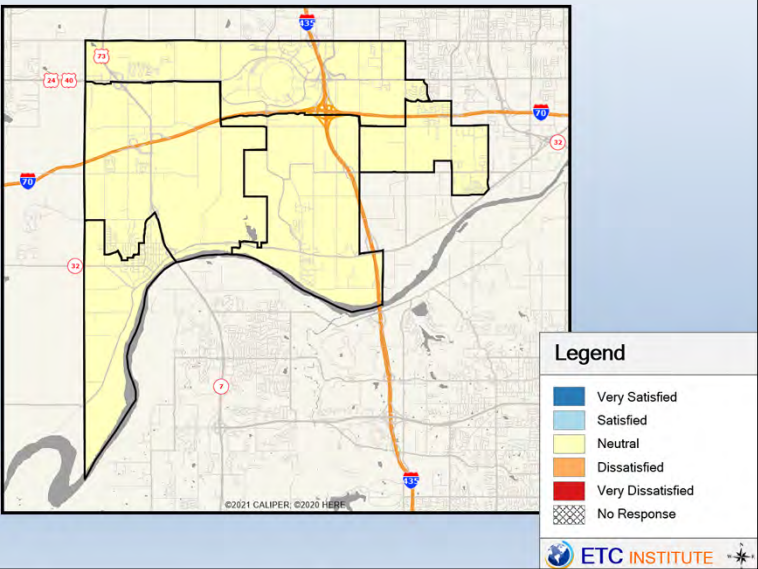 435
73
24 40
70
32
70
32
7
435
©2021 CALIPER; ©2020 HERE
Legend
Very Satisfied
Satisfied
Neutral
Dissatisfied
Very Dissatisfied
No Response
ETC INSTITUTE